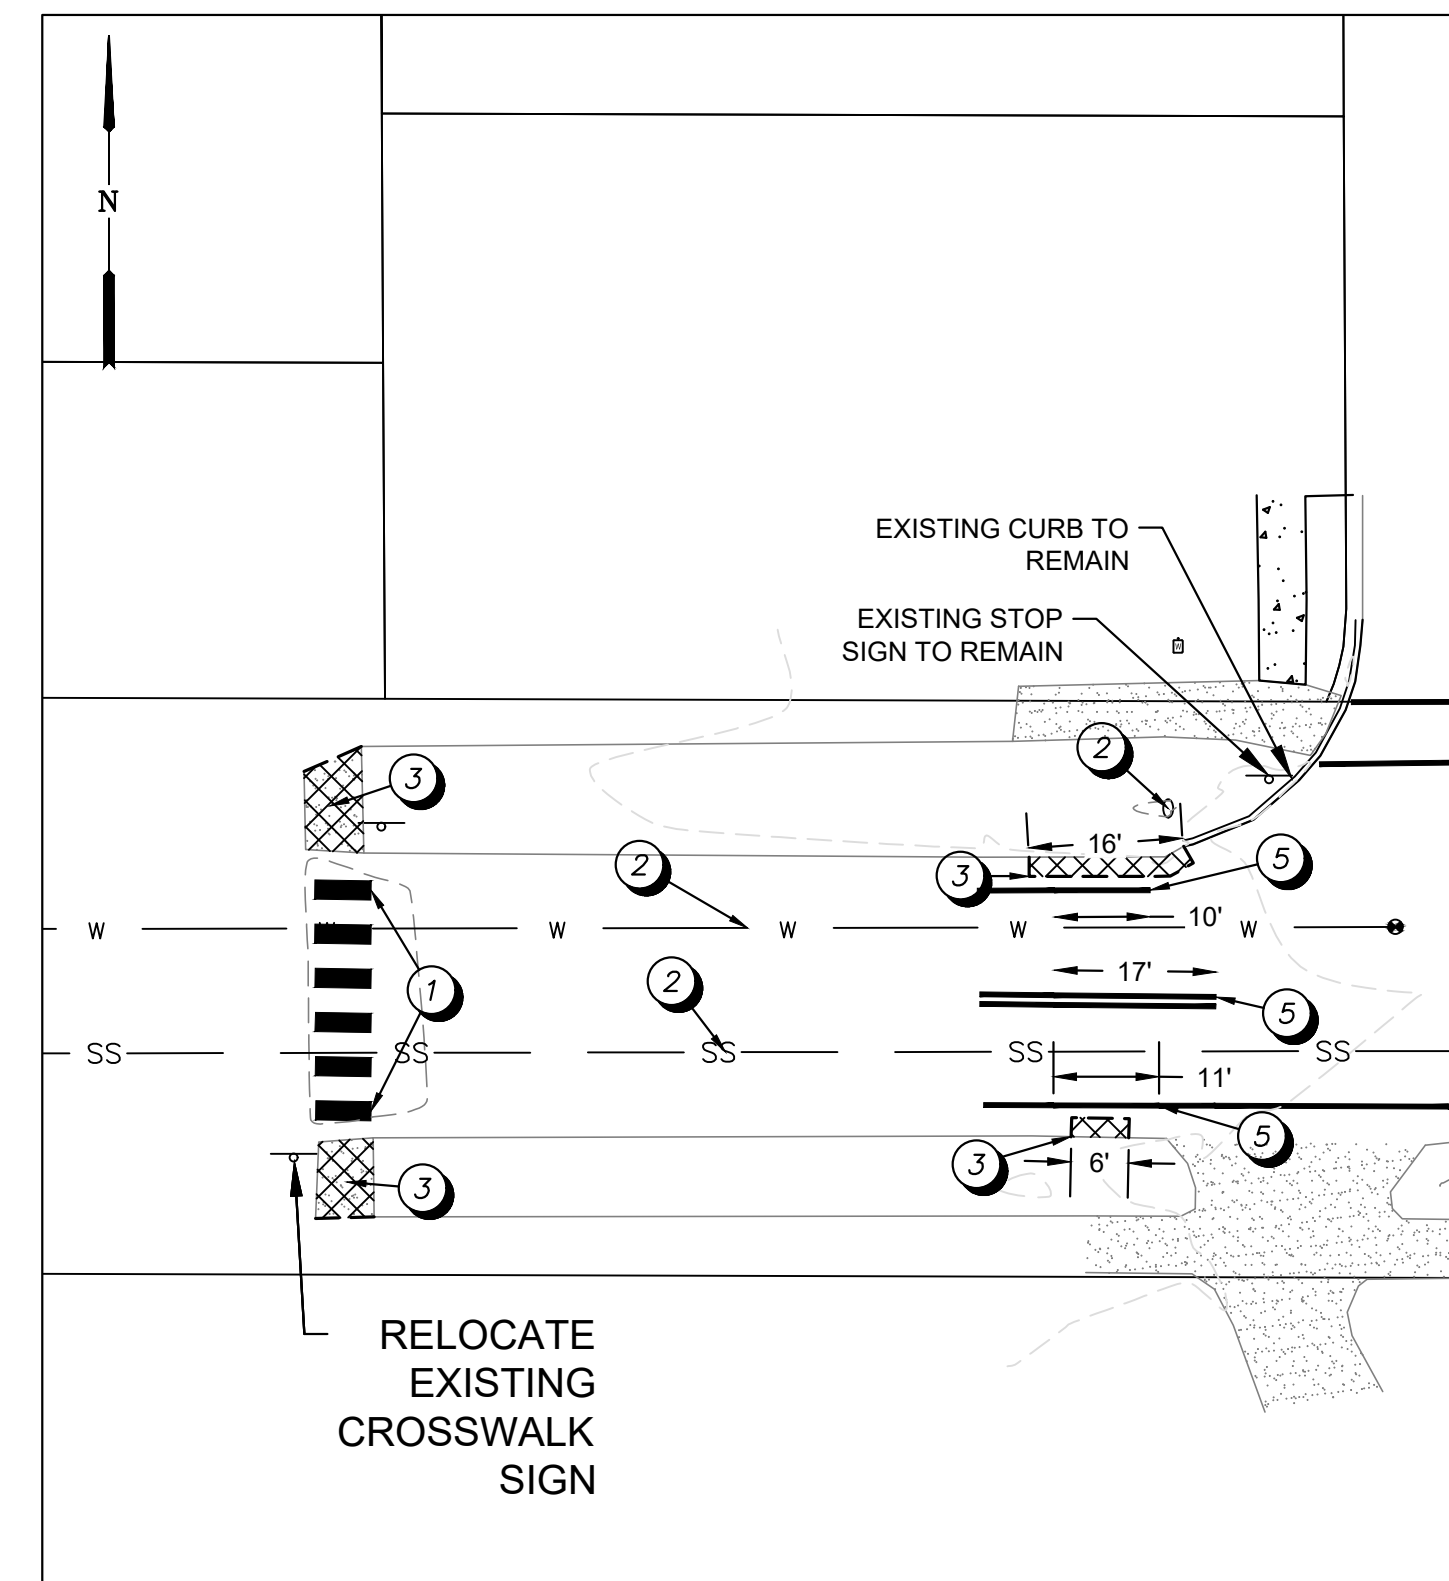 N
EXISTING CURB TO
REMAIN
EXISTING STOP
SIGN TO REMAIN
W
2
3
16'
2
5
3
10'
W
W
W
W
W
W
17'
2
1
5
SS
SS
SS
SS
SS
11'
5
3
6'
3
RELOCATE
EXISTING
CROSSWALK
SIGN